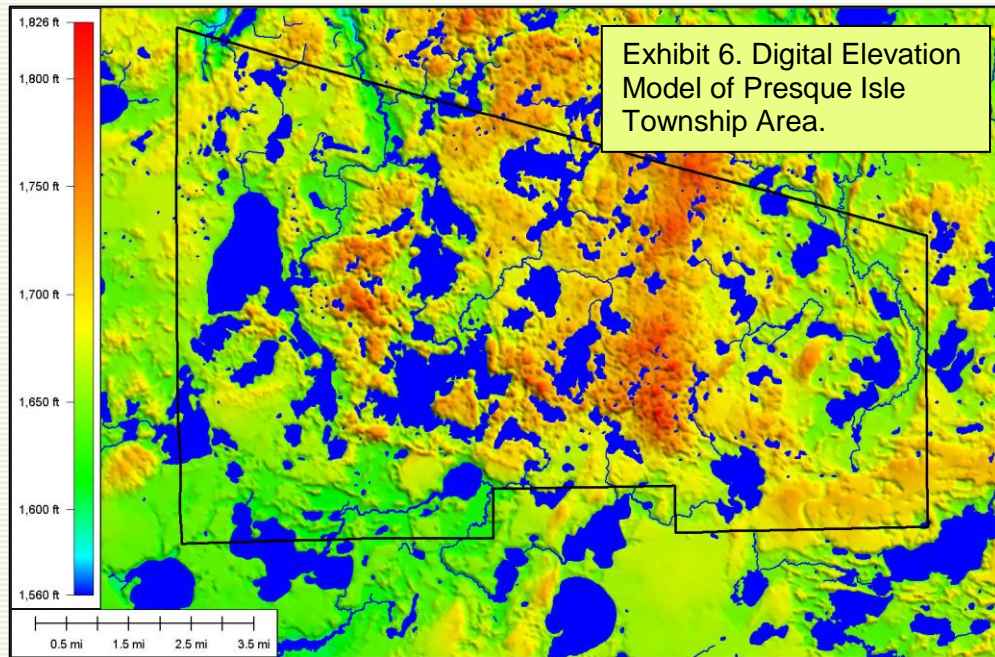 1,826 ft
1,800 ft
1,750 ft
1,700 ft
1,650 ft
1,600 ft
1,560 ft
Exhibit 6. Digital Elevation
Model of Presque Isle
Township Area.
0.5 mi 1.5 mi 2.5 mi 3.5 mi